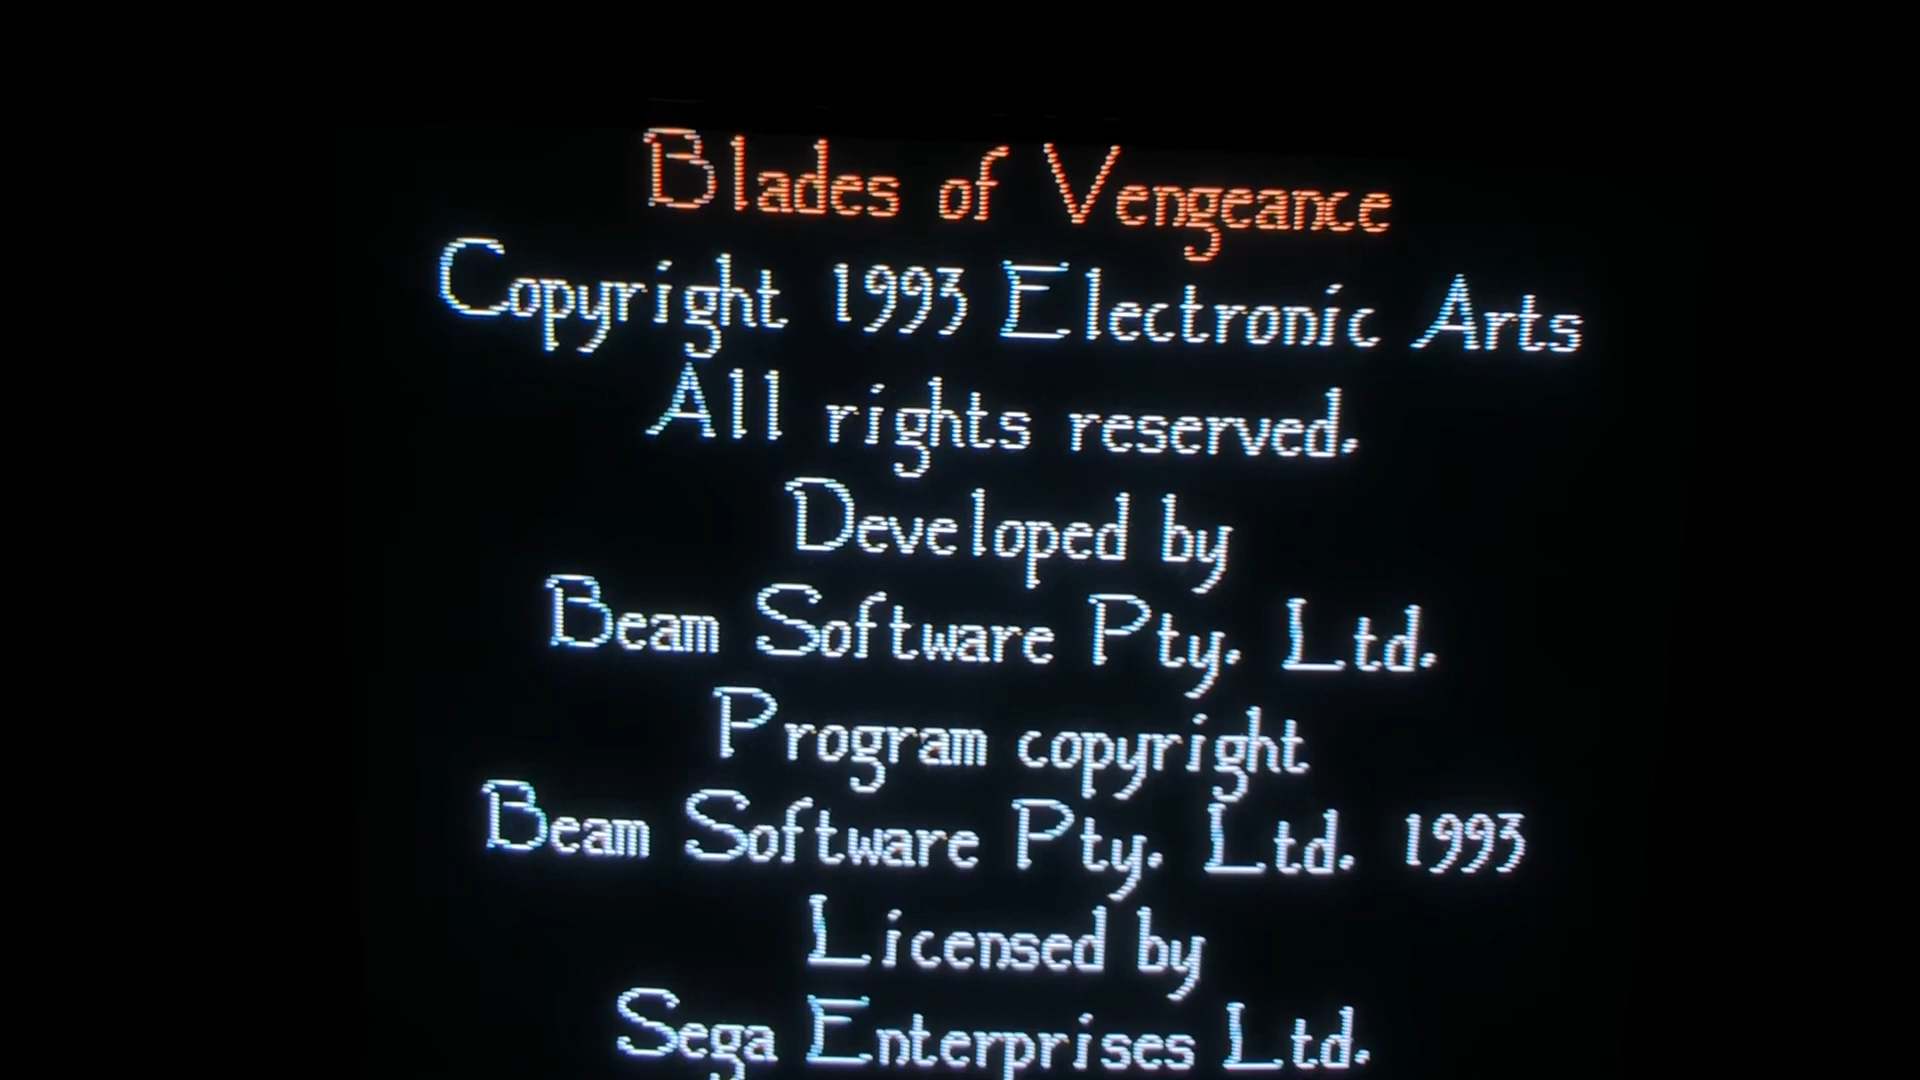 Blades of Vengeance
Copyright 1993 Electronic Arts
All rights reserved.
Developed by
Beam Software Pty. Ltd.
Program copyright
Beam Software Pty. Ltd. 1993
Licensed by
Sega Enterprises Ltd.